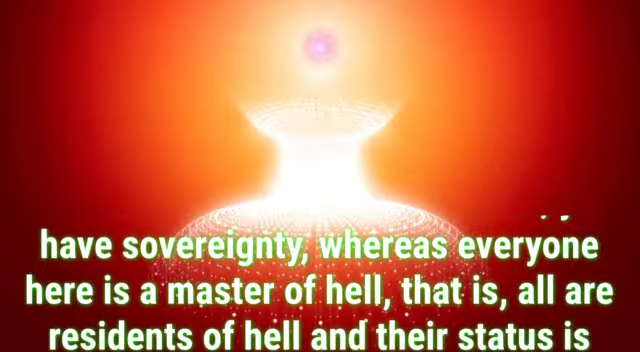 have sovereignty, whereas everyone
here is a master of hell, that is, all are
residents of hell and their status is